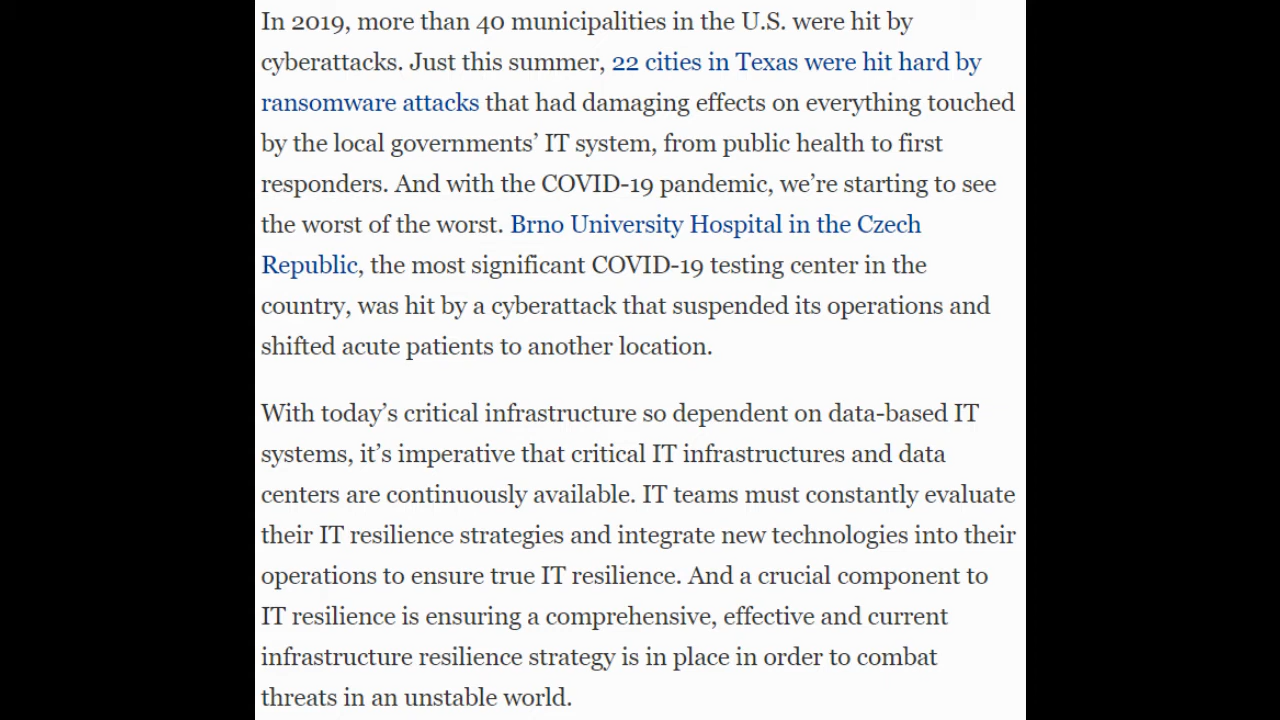 In 2019, more than 40 municipalities in the U.S. were hit by
cyberattacks. Just this summer, 22 cities in Texas were hit hard by
ransomware attacks that had damaging effects on everything touched
by the local governments’ IT system, from public health to first
responders. And with the COVID-19 pandemic, we’re starting to see
the worst of the worst. Brno University Hospital in the Czech
Republic, the most significant COVID-19 testing center in the
country, was hit by a cyberattack that suspended its operations and
shifted acute patients to another location.
With today’s critical infrastructure so dependent on data-based IT
systems, it’s imperative that critical IT infrastructures and data
centers are continuously available. IT teams must constantly evaluate
their IT resilience strategies and integrate new technologies into their
operations to ensure true IT resilience. And a crucial component to
IT resilience is ensuring a comprehensive, effective and current
infrastructure resilience strategy is in place in order to combat
threats in an unstable world.